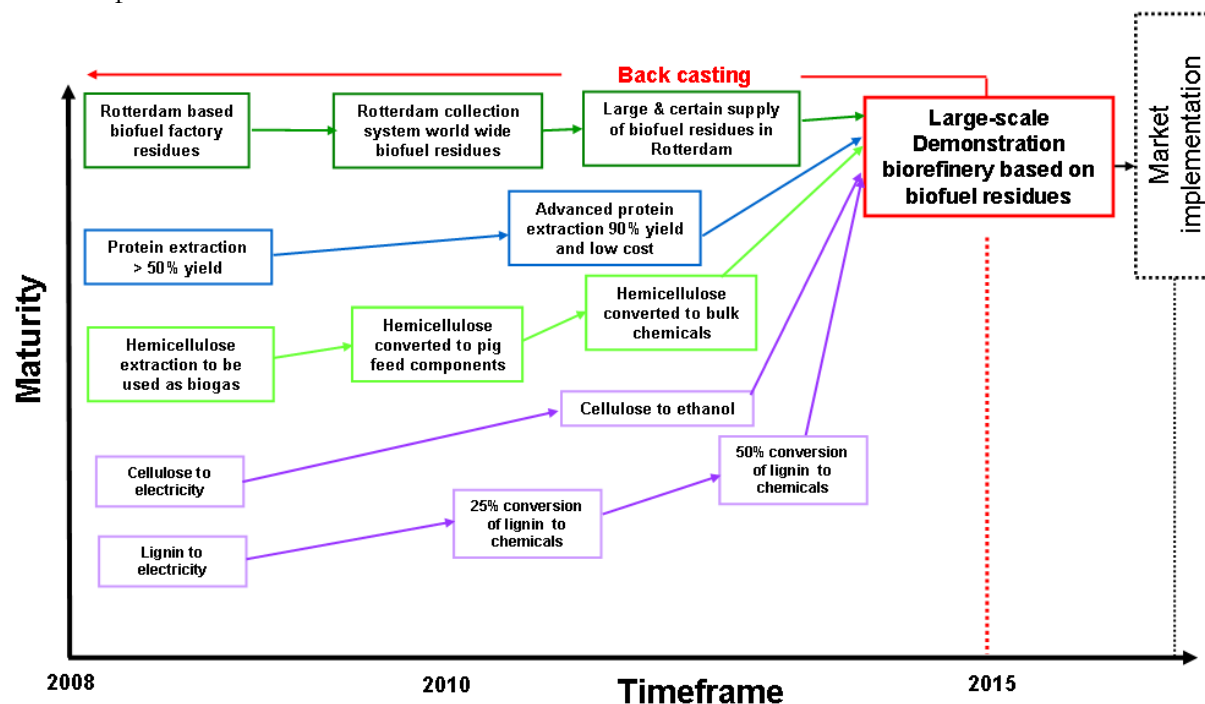 Back casting
Rotterdam based
biofuel factory
residues
Rotterdam collection
system world wide
biofuel residues
Large & certain supply
of biofuel residues in
Rotterdam
Large-scale
Demonstration
biorefinery based on
biofuel residues
Market
implementation
Protein extraction
> 50% yield
Advanced protein
extraction 90% yield
and low cost
Hemicellulose
extraction to be
used as biogas
Hemicellulose
converted to pig
feed components
Hemicellulose
converted to bulk
chemicals
Cellulose to
electricity
Cellulose to ethanol
Lignin to
electricity
25% conversion
of lignin to
chemicals
50% conversion
of lignin to
chemicals
Maturity
2008
2010
Timeframe
2015